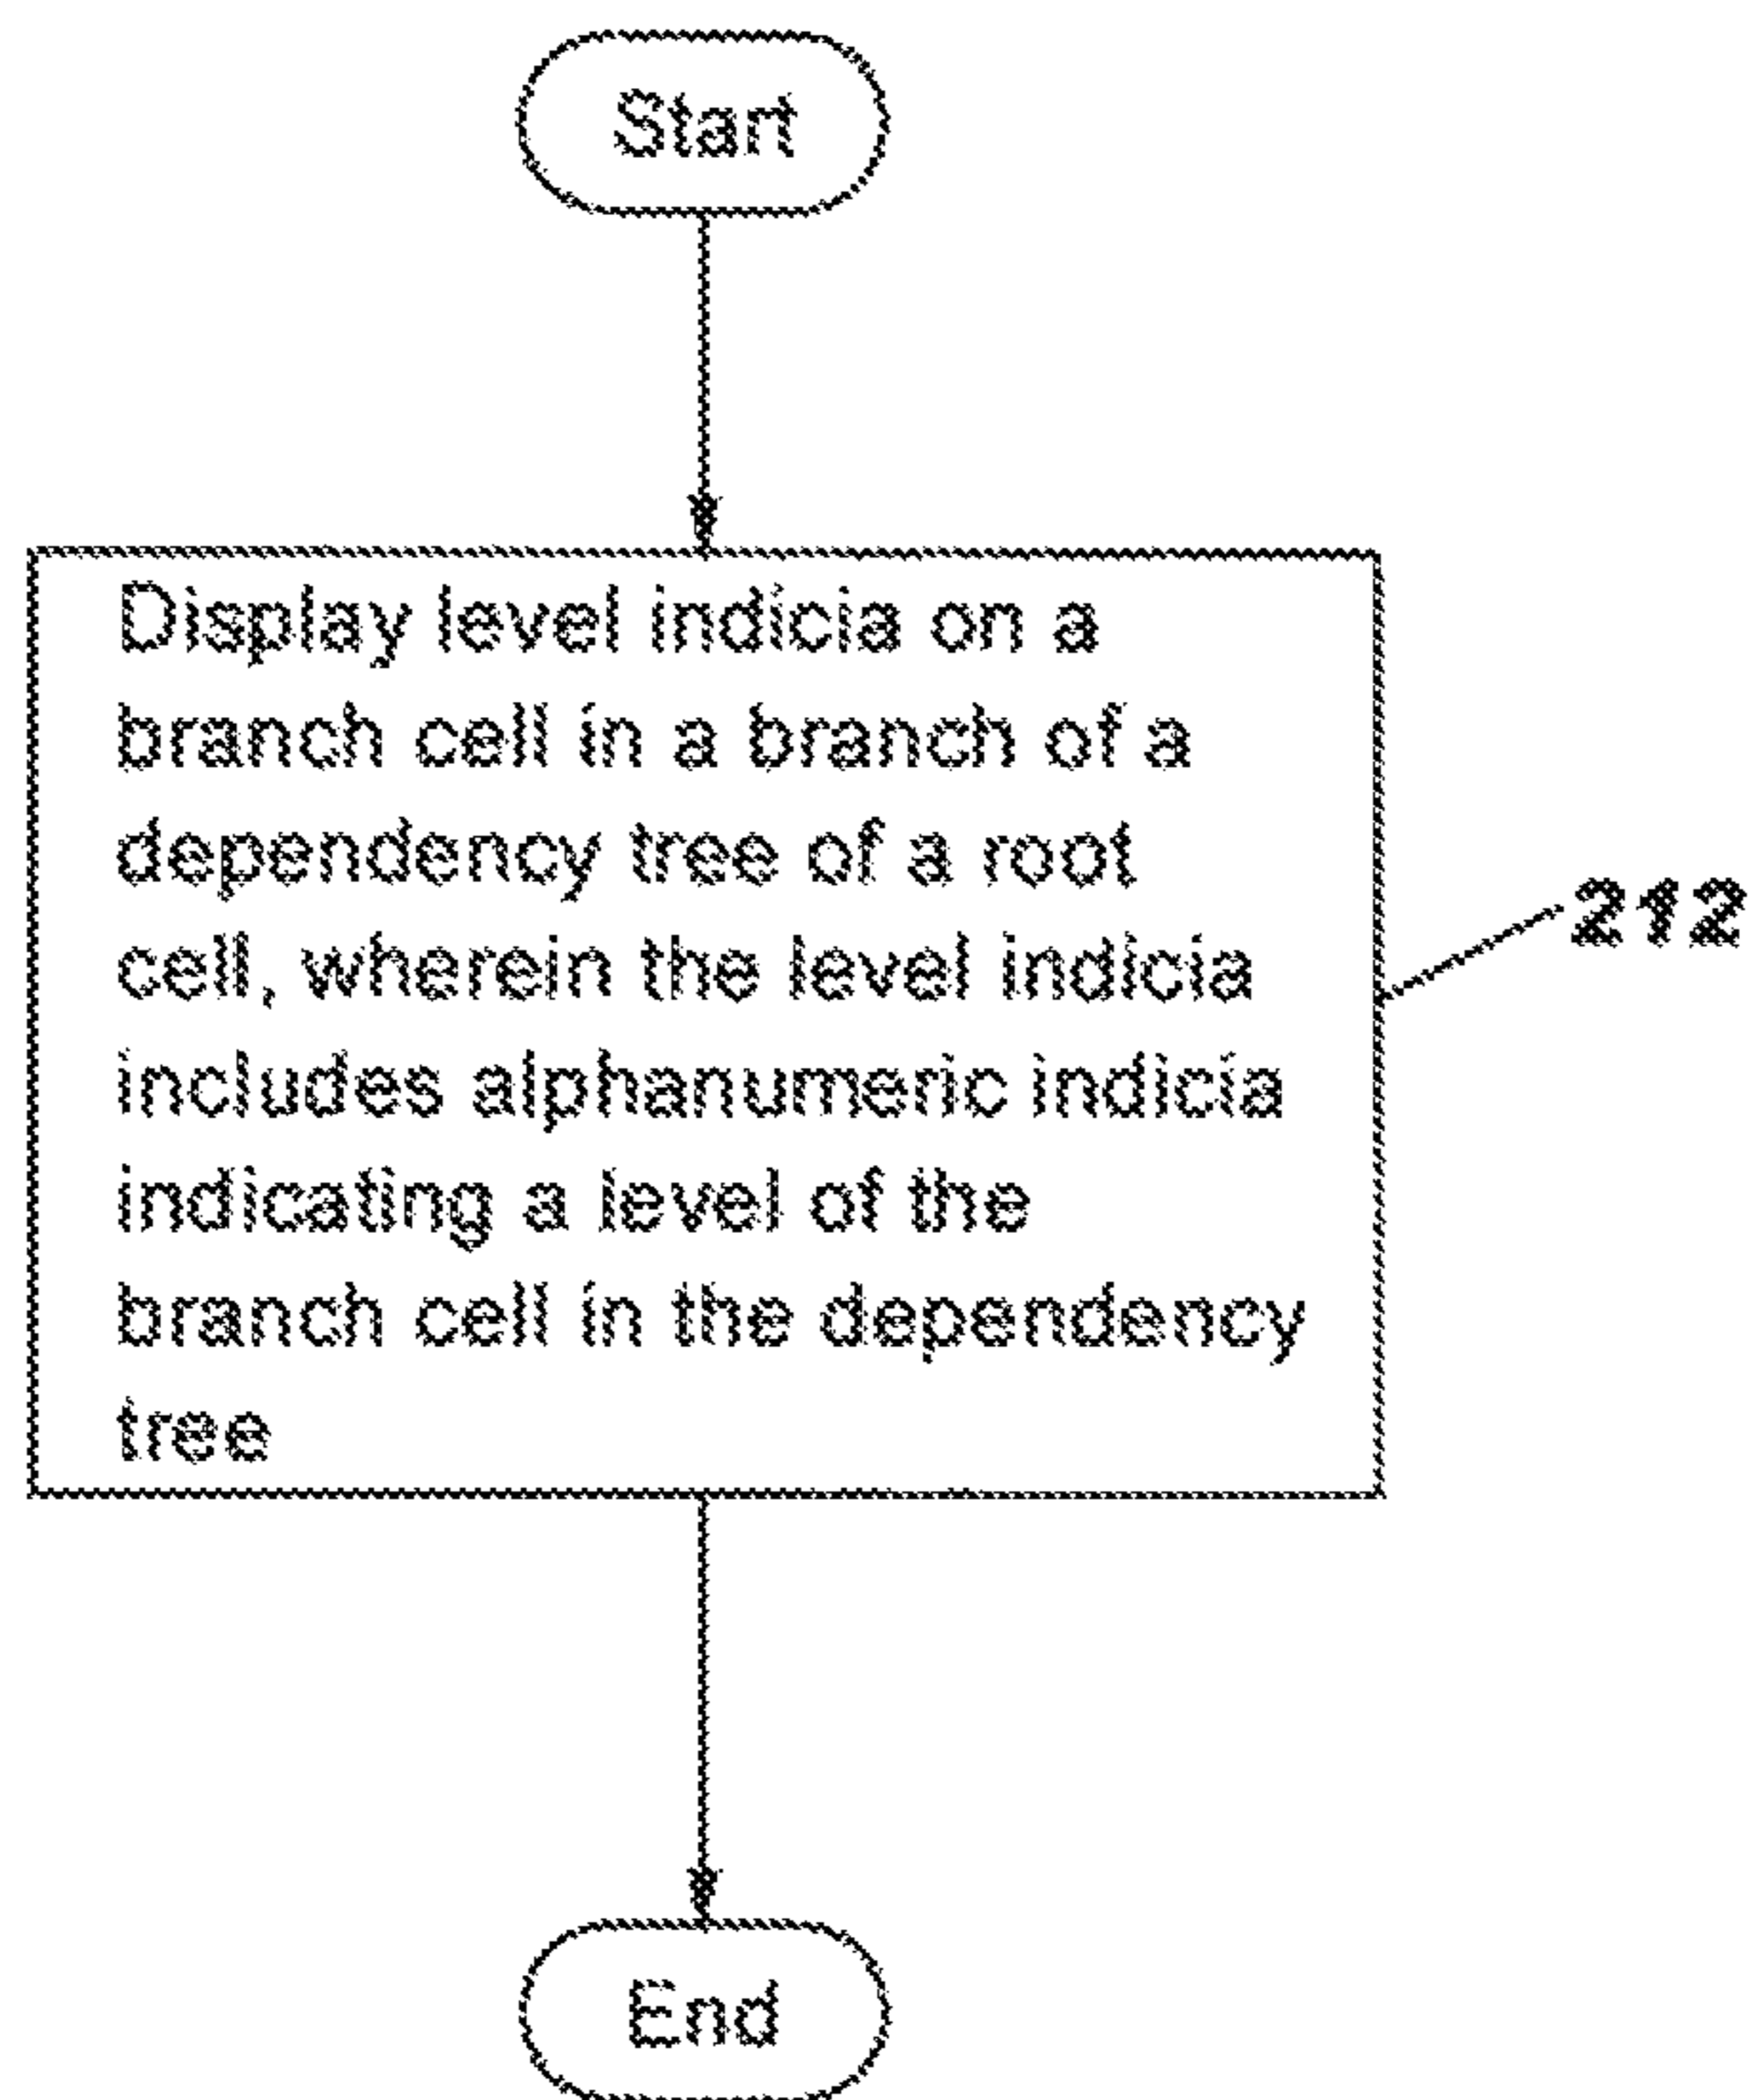 Start
Display level indicia on a
branch cell in a branch of a
dependency tree of a root
cell, wherein the level indicia
includes alphanumeric indicia
indicating a level of the
branch cell in the dependency
tree
212
End